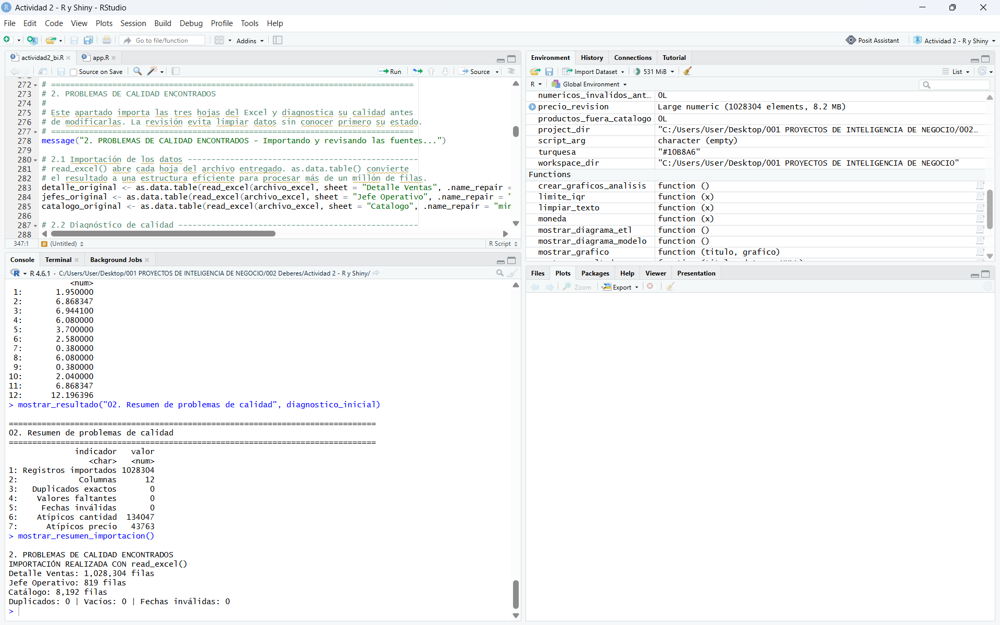 Actividad 2 - R y Shiny - RStudio
File Edit Code View Plots Session Build Debug Profile Tools Help
Go to file/function Addins Posit Assistant Actividad 2 - R y Shiny
actividad2_bi.R app.R
Source on Save Run Source
272 # ==============================================================================
273 # 2. PROBLEMAS DE CALIDAD ENCONTRADOS
274 #
275 # Este apartado importa las tres hojas del Excel y diagnostica su calidad antes
276 # de modificarlas. La revisión evita limpiar datos sin conocer primero su estado.
277 # ==============================================================================
278 message("2. PROBLEMAS DE CALIDAD ENCONTRADOS - Importando y revisando las fuentes...")
279
280 # 2.1 Importación de los datos -------------------------------------------------
281 # read_excel() abre cada hoja del archivo entregado. as.data.table() convierte
282 # el resultado a una estructura eficiente para procesar más de un millón de filas.
283 detalle_original <- as.data.table(read_excel(archivo_excel, sheet = "Detalle Ventas", .name_repair =
284 jefes_original <- as.data.table(read_excel(archivo_excel, sheet = "Jefe Operativo", .name_repair = "
285 catalogo_original <- as.data.table(read_excel(archivo_excel, sheet = "Catalogo", .name_repair = "mir
286
287 # 2.2 Diagnóstico de calidad ---------------------------------------------------
288
347:1 (Untitled) R Script
Console Terminal Background Jobs
R 4.6.1 · C:/Users/User/Desktop/001 PROYECTOS DE INTELIGENCIA DE NEGOCIO/002 Deberes/Actividad 2 - R y Shiny/
<num>
1: 1.950000
2: 6.868347
3: 6.944100
4: 6.080000
5: 3.700000
6: 2.580000
7: 0.380000
8: 6.080000
9: 0.380000
10: 2.040000
11: 6.868347
12: 12.196396
> mostrar_resultado("02. Resumen de problemas de calidad", diagnostico_inicial)
==============================================================================
02. Resumen de problemas de calidad
==============================================================================
indicador valor
<char> <num>
1: Registros importados 1028304
2: Columnas 12
3: Duplicados exactos 0
4: Valores faltantes 0
5: Fechas inválidas 0
6: Atípicos cantidad 134047
7: Atípicos precio 43763
> mostrar_resumen_importacion()
2. PROBLEMAS DE CALIDAD ENCONTRADOS
IMPORTACIÓN REALIZADA CON read_excel()
Detalle Ventas: 1,028,304 filas
Jefe Operativo: 819 filas
Catálogo: 8,192 filas
Duplicados: 0 | Vacíos: 0 | Fechas inválidas: 0
>
Environment History Connections Tutorial
Import Dataset 531 MiB List
R Global Environment
numericos_invalidos_ant... 0L
precio_revision Large numeric (1028304 elements, 8.2 MB)
productos_fuera_catalogo 0L
project_dir "C:/Users/User/Desktop/001 PROYECTOS DE INTELIGENCIA DE NEGOCIO/002...
script_arg character (empty)
turquesa "#10B8A6"
workspace_dir "C:/Users/User/Desktop/001 PROYECTOS DE INTELIGENCIA DE NEGOCIO"
Functions
crear_graficos_analisis function ()
limite_iqr function (x)
limpiar_texto function (x)
moneda function (x)
mostrar_diagrama_etl function ()
mostrar_diagrama_modelo function ()
mostrar_grafico function (titulo, grafico)
Files Plots Packages Help Viewer Presentation
Zoom Export